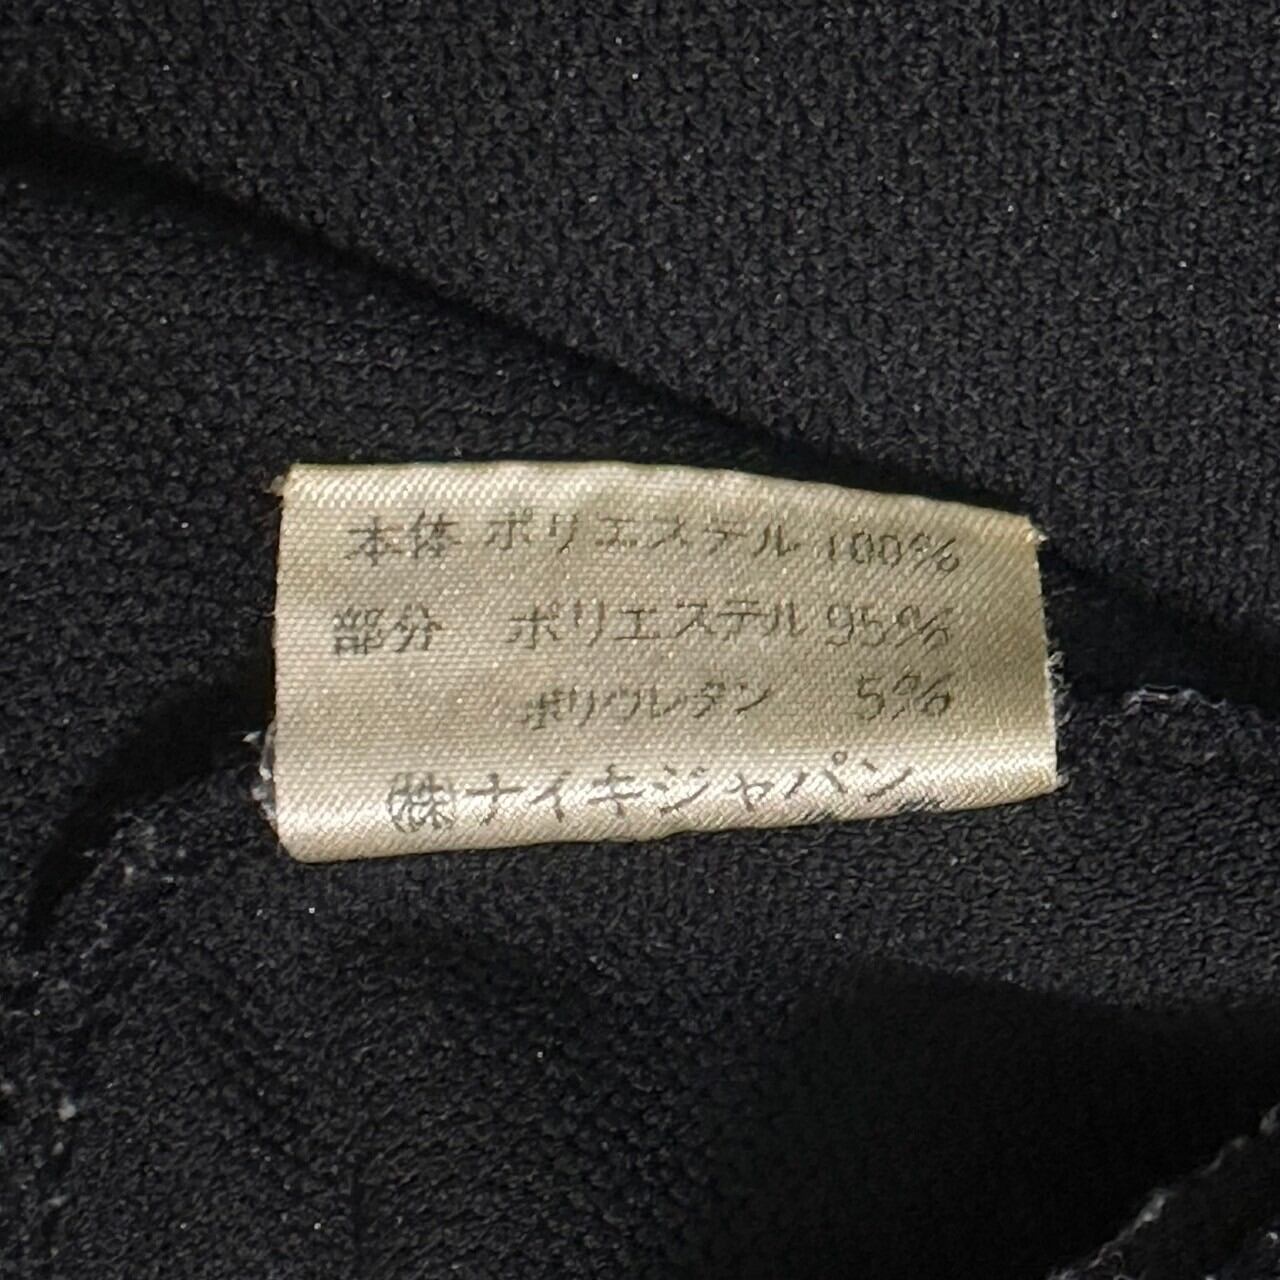 本体 ポリエステル 100%
部分 ポリエステル 95%
ポリウレタン 5%
㈱ナイキジャパン